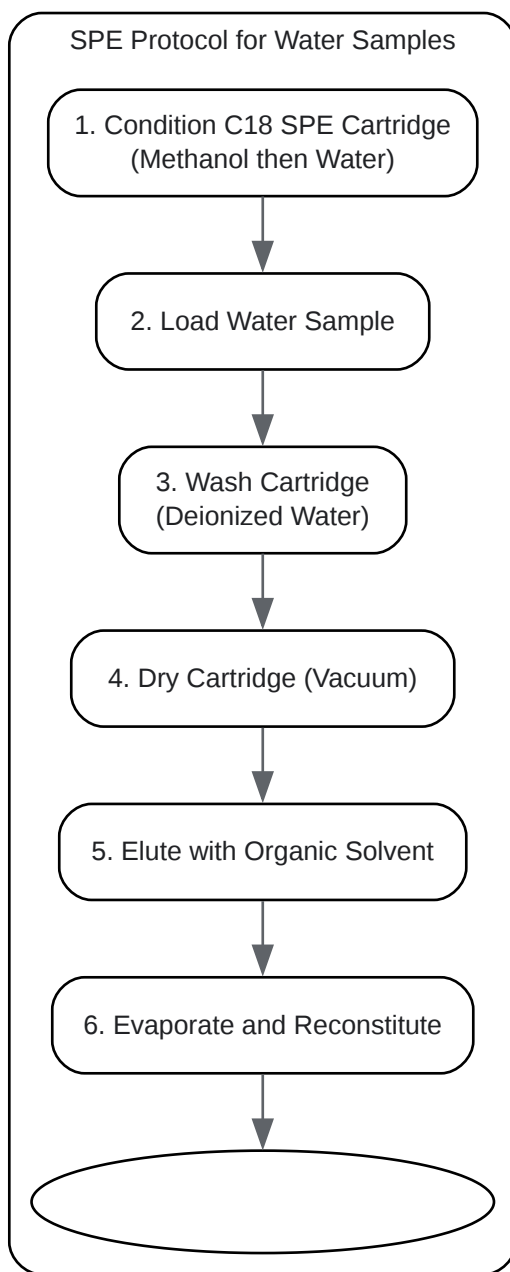 SPE Protocol for Water Samples
1. Condition C18 SPE Cartridge
(Methanol then Water)
2. Load Water Sample
3. Wash Cartridge
(Deionized Water)
4. Dry Cartridge (Vacuum)
5. Elute with Organic Solvent
6. Evaporate and Reconstitute